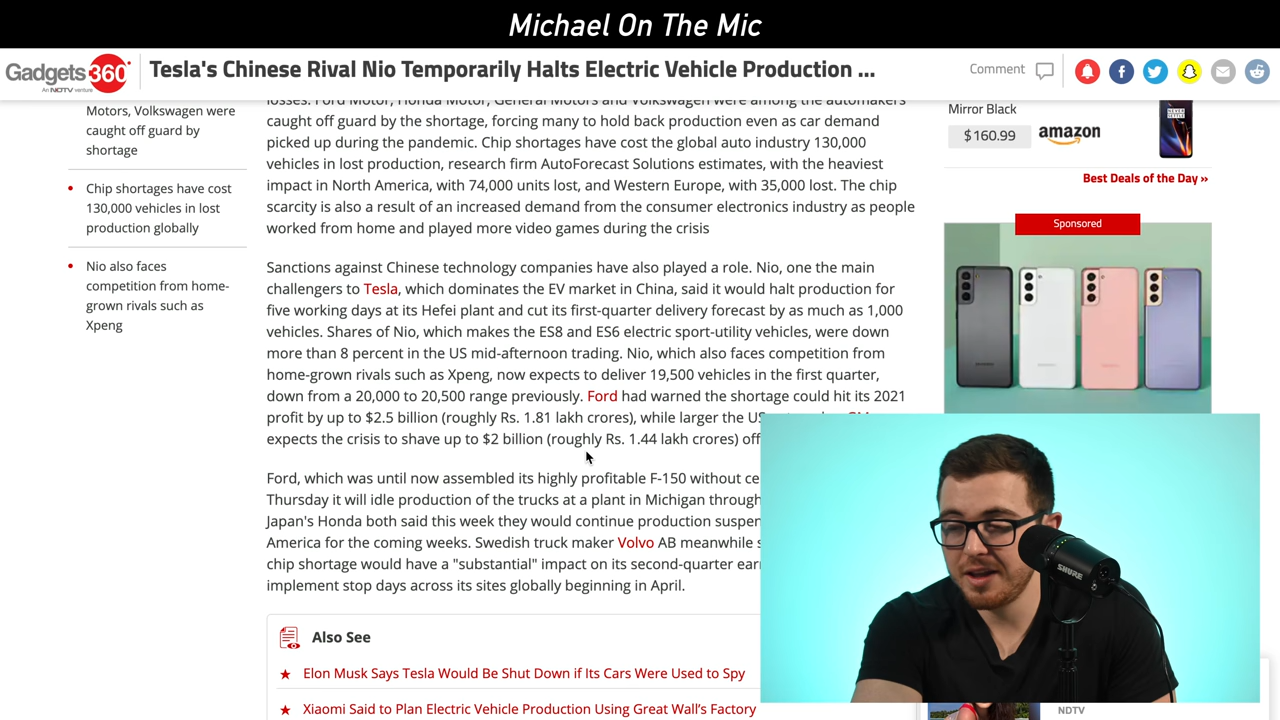 Michael On The Mic
Gadgets 360
An NDTV venture
Tesla's Chinese Rival Nio Temporarily Halts Electric Vehicle Production ...
Comment
Motors, Volkswagen were
caught off guard by
shortage
Chip shortages have cost
130,000 vehicles in lost
production globally
Nio also faces
competition from home-
grown rivals such as
Xpeng
losses. Ford Motor, Honda Motor, General Motors and Volkswagen were among the automakers
caught off guard by the shortage, forcing many to hold back production even as car demand
picked up during the pandemic. Chip shortages have cost the global auto industry 130,000
vehicles in lost production, research firm AutoForecast Solutions estimates, with the heaviest
impact in North America, with 74,000 units lost, and Western Europe, with 35,000 lost. The chip
scarcity is also a result of an increased demand from the consumer electronics industry as people
worked from home and played more video games during the crisis
Sanctions against Chinese technology companies have also played a role. Nio, one the main
challengers to Tesla, which dominates the EV market in China, said it would halt production for
five working days at its Hefei plant and cut its first-quarter delivery forecast by as much as 1,000
vehicles. Shares of Nio, which makes the ES8 and ES6 electric sport-utility vehicles, were down
more than 8 percent in the US mid-afternoon trading. Nio, which also faces competition from
home-grown rivals such as Xpeng, now expects to deliver 19,500 vehicles in the first quarter,
down from a 20,000 to 20,500 range previously. Ford had warned the shortage could hit its 2021
profit by up to $2.5 billion (roughly Rs. 1.81 lakh crores), while larger the US
expects the crisis to shave up to $2 billion (roughly Rs. 1.44 lakh crores) off
Ford, which was until now assembled its highly profitable F-150 without ce
Thursday it will idle production of the trucks at a plant in Michigan through
Japan's Honda both said this week they would continue production suspen
America for the coming weeks. Swedish truck maker Volvo AB meanwhile s
chip shortage would have a "substantial" impact on its second-quarter ear
implement stop days across its sites globally beginning in April.
Also See
Elon Musk Says Tesla Would Be Shut Down if Its Cars Were Used to Spy
Xiaomi Said to Plan Electric Vehicle Production Using Great Wall's Factory
Mirror Black
$160.99
amazon
Best Deals of the Day »
Sponsored
SHURE
NDTV